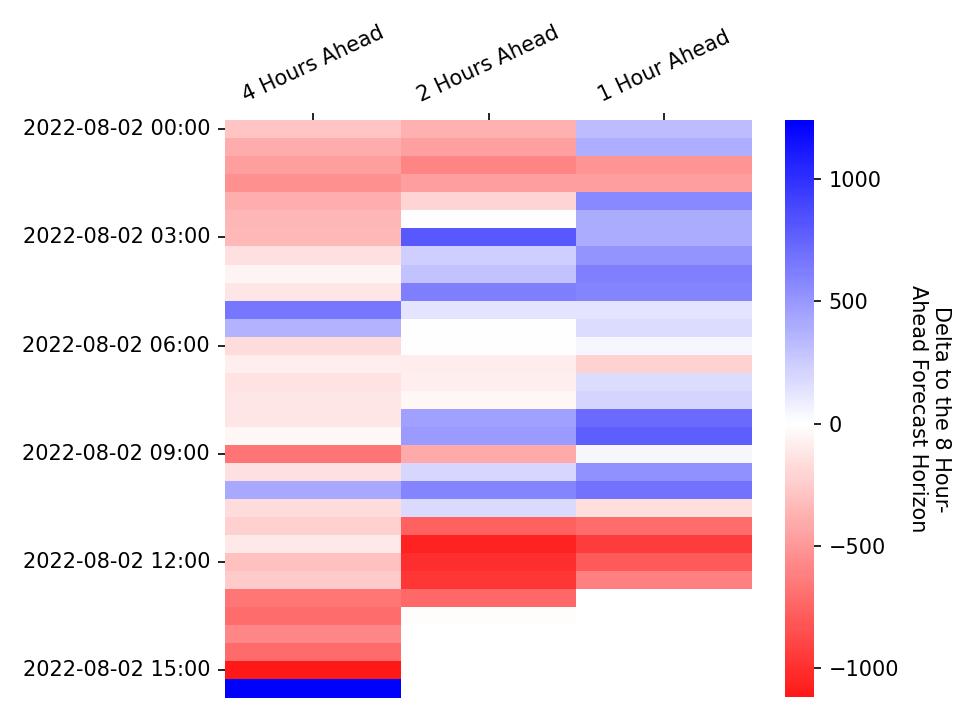 4 Hours Ahead
2 Hours Ahead
1 Hour Ahead
2022-08-02 00:00
2022-08-02 03:00
2022-08-02 06:00
2022-08-02 09:00
2022-08-02 12:00
2022-08-02 15:00
1000
500
0
−500
−1000
Delta to the 8 Hour-
Ahead Forecast Horizon